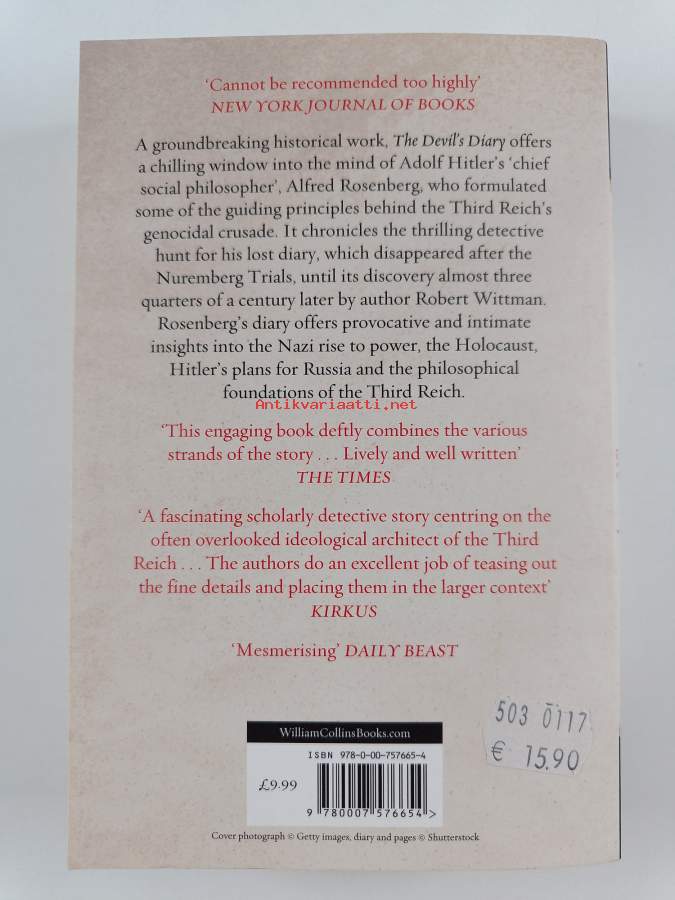 ‘Cannot be recommended too highly’
NEW YORK JOURNAL OF BOOKS
A groundbreaking historical work, The Devil’s Diary offers
a chilling window into the mind of Adolf Hitler’s ‘chief
social philosopher’, Alfred Rosenberg, who formulated
some of the guiding principles behind the Third Reich’s
genocidal crusade. It chronicles the thrilling detective
hunt for his lost diary, which disappeared after the
Nuremberg Trials, until its discovery almost three
quarters of a century later by author Robert Wittman.
Rosenberg’s diary offers provocative and intimate
insights into the Nazi rise to power, the Holocaust,
Hitler’s plans for Russia and the philosophical
foundations of the Third Reich.
Antikvariaatti.net
‘This engaging book deftly combines the various
strands of the story . . . Lively and well written’
THE TIMES
‘A fascinating scholarly detective story centring on the
often overlooked ideological architect of the Third
Reich . . . The authors do an excellent job of teasing out
the fine details and placing them in the larger context’
KIRKUS
‘Mesmerising’ DAILY BEAST
503 0117
€ 15.90
WilliamCollinsBooks.com
ISBN 978-0-00-757665-4
£9.99
9 780007 576654 >
Cover photograph © Getty images, diary and pages © Shutterstock